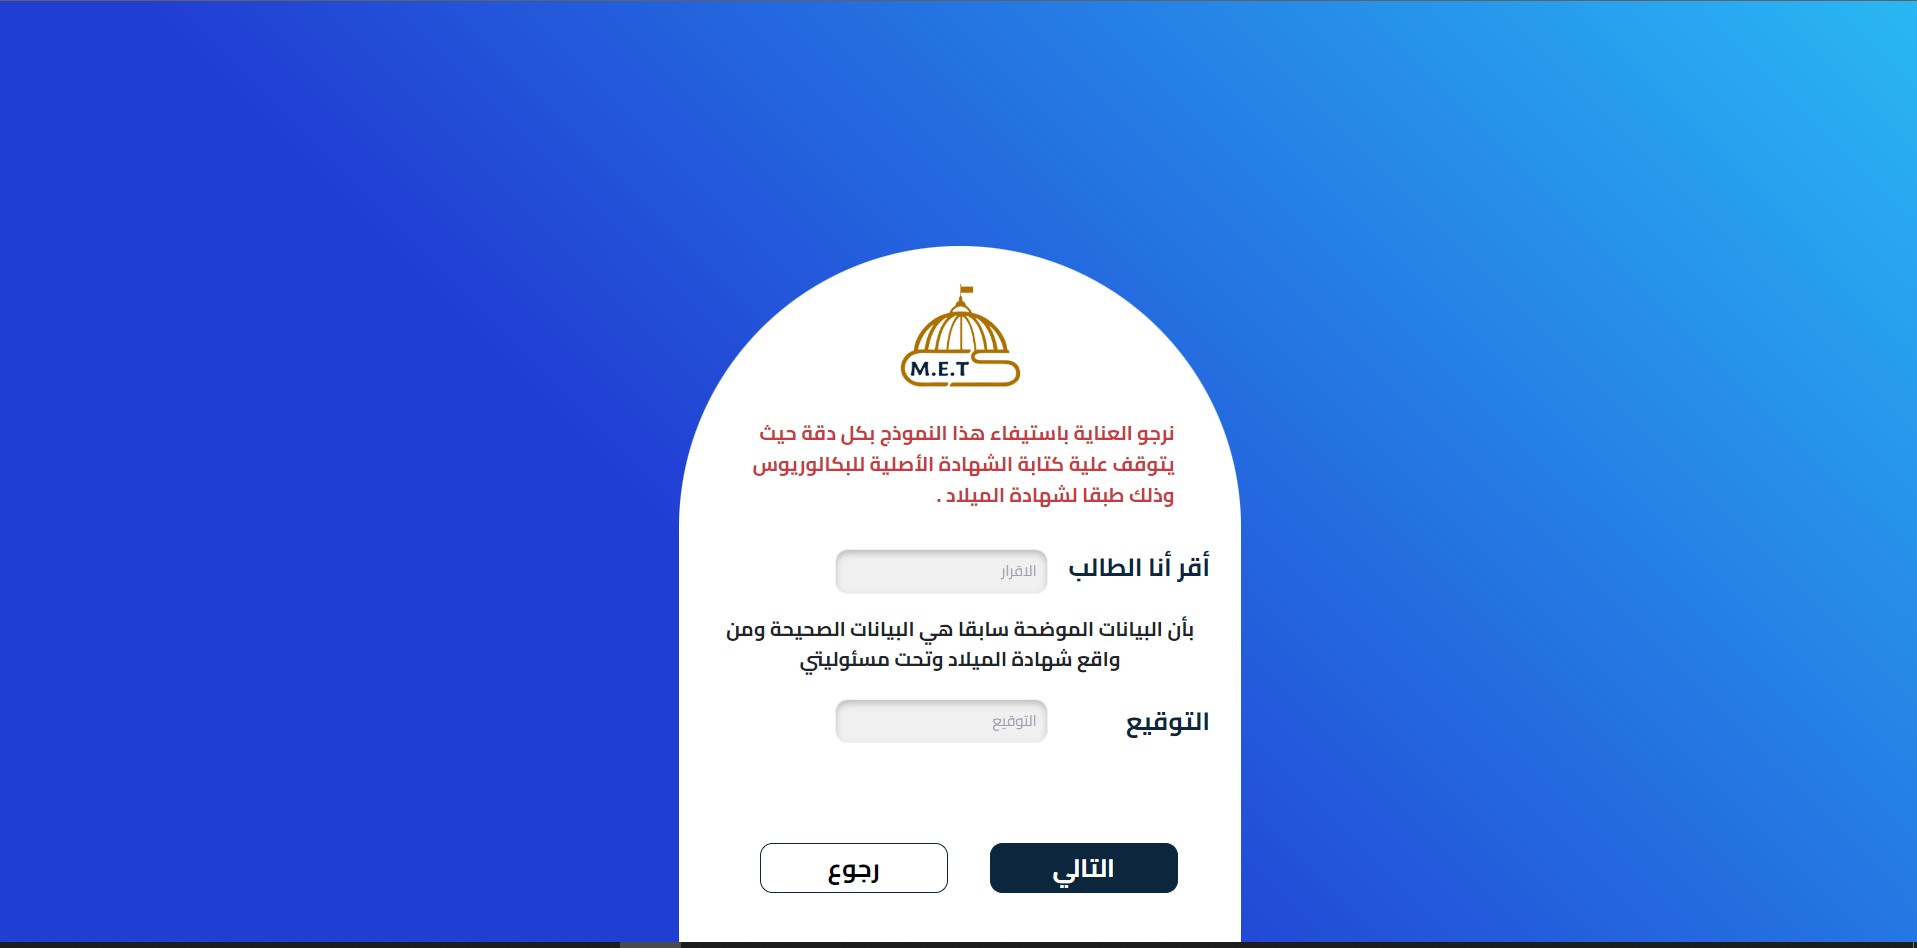 M.E.T
نرجو العناية باستيفاء هذا النموذج بكل دقة حيث
يتوقف علية كتابة الشهادة الأصلية للبكالوريوس
وذلك طبقا لشهادة الميلاد .
أقر أنا الطالب
الاقرار
بأن البيانات الموضحة سابقا هي البيانات الصحيحة ومن
واقع شهادة الميلاد وتحت مسئوليتي
التوقيع
التوقيع
التالي
رجوع